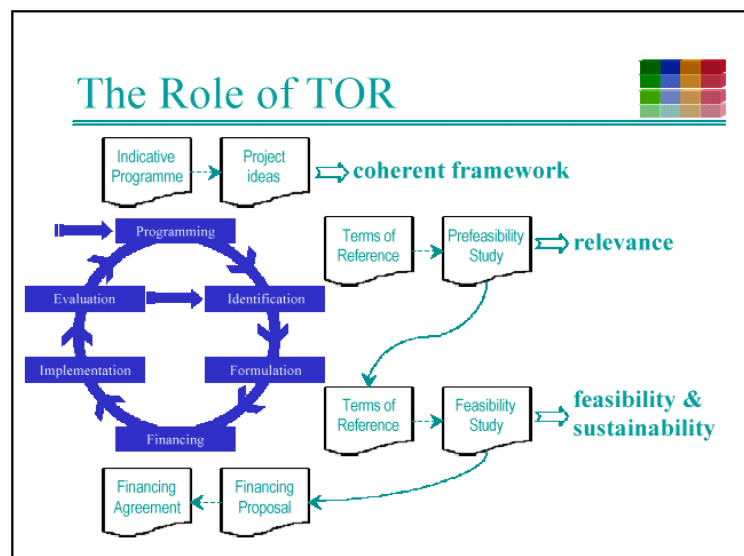 The Role of TOR
Indicative
Programme
Project
ideas
coherent framework
Programming
Terms of
Reference
Prefeasibility
Study
relevance
Evaluation
Identification
Implementation
Formulation
Terms of
Reference
Feasibility
Study
feasibility &
sustainability
Financing
Financing
Agreement
Financing
Proposal